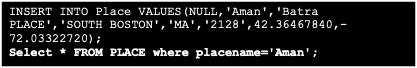 INSERT INTO Place VALUES(NULL,'Aman','Batra
PLACE','SOUTH BOSTON','MA','2128',42.36467840,-
72.03322720);
Select * FROM PLACE where placename='Aman';